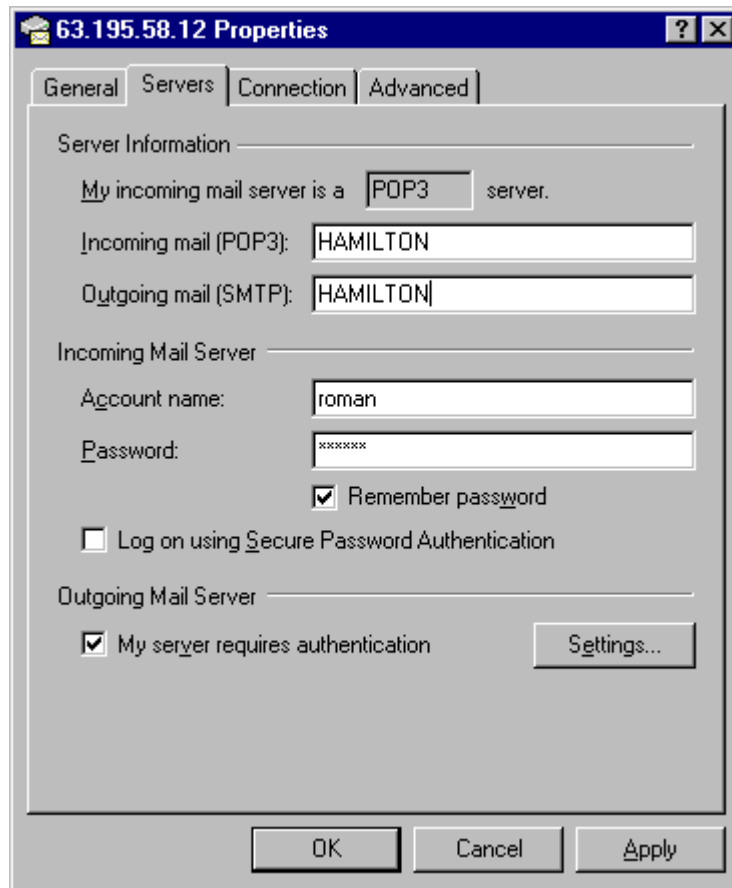 63.195.58.12 Properties
General Servers Connection Advanced
Server Information
My incoming mail server is a POP3 server.
Incoming mail (POP3): HAMILTON
Outgoing mail (SMTP): HAMILTON
Incoming Mail Server
Account name: roman
Password: ******
Remember password
Log on using Secure Password Authentication
Outgoing Mail Server
My server requires authentication Settings...
OK Cancel Apply